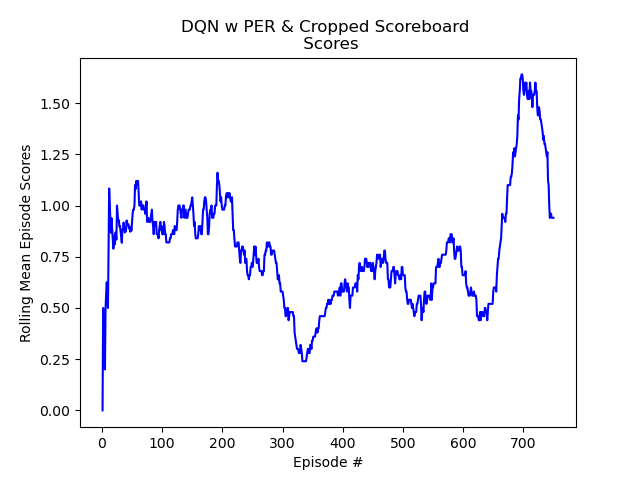 DQN w PER & Cropped Scoreboard
Scores
Rolling Mean Episode Scores
1.50
1.25
1.00
0.75
0.50
0.25
0.00
0 100 200 300 400 500 600 700
Episode #